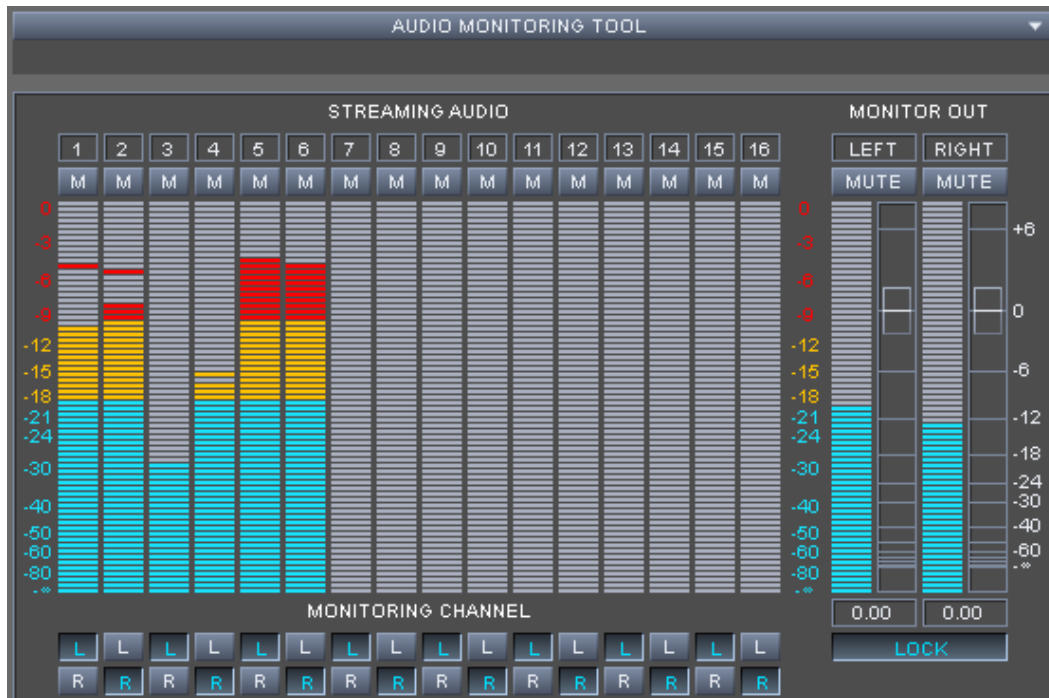 AUDIO MONITORING TOOL
STREAMING AUDIO MONITOR OUT
1 2 3 4 5 6 7 8 9 10 11 12 13 14 15 16 LEFT RIGHT
M M M M M M M M M M M M M M M M MUTE MUTE
0 0
+6
-3 -3
-6 -6
-9 -9 0
-12 -12
-15 -15 -6
-18 -18
-21 -21 -12
-24 -24
-18
-30 -30
-24
-30
-40 -40
-40
-50 -50
-60 -60 -60
-∞
-80 -80
-∞ -∞
MONITORING CHANNEL 0.00 0.00
L L L L L L L L L L L L L L L L LOCK
R R R R R R R R R R R R R R R R